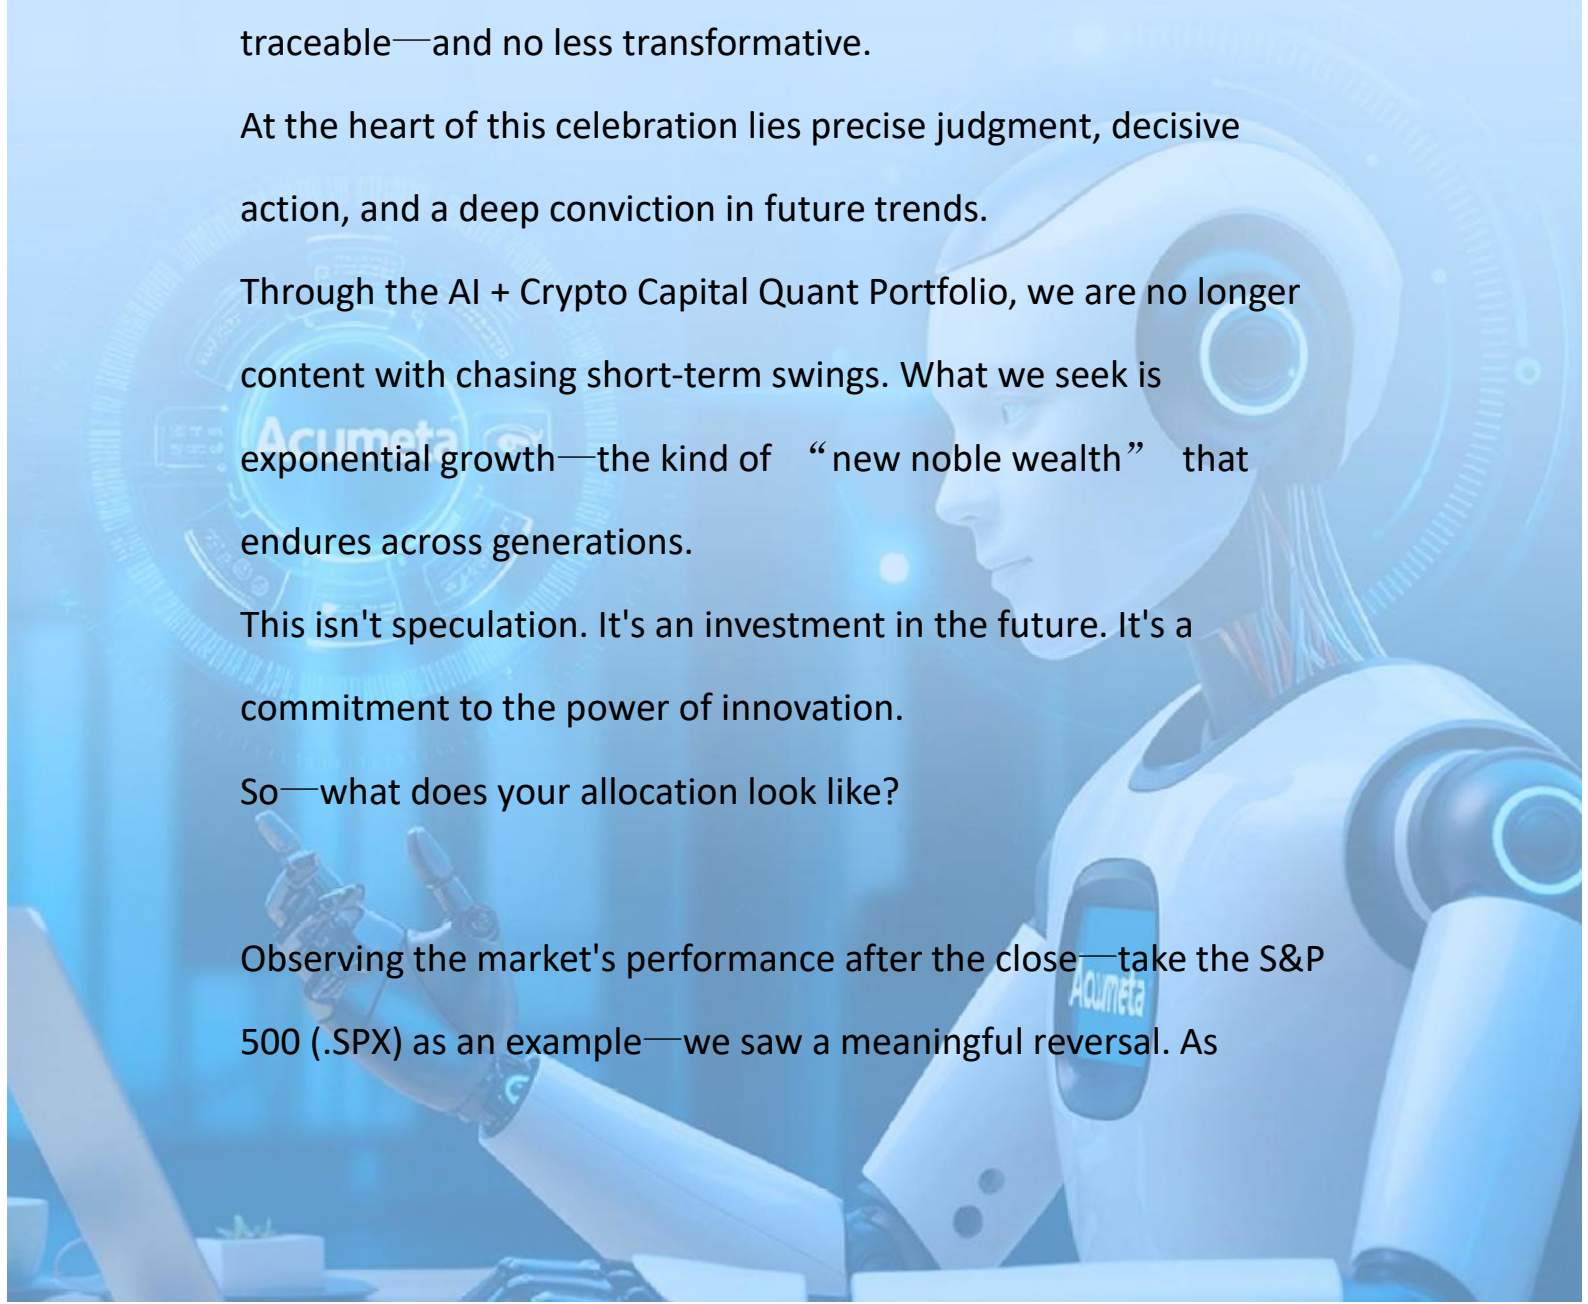 traceable—and no less transformative.
At the heart of this celebration lies precise judgment, decisive
action, and a deep conviction in future trends.
Through the AI + Crypto Capital Quant Portfolio, we are no longer
content with chasing short-term swings. What we seek is
Acumeta
exponential growth—the kind of “new noble wealth” that
endures across generations.
This isn't speculation. It's an investment in the future. It's a
commitment to the power of innovation.
So—what does your allocation look like?
Observing the market's performance after the close—take the S&P
Acumeta
500 (.SPX) as an example—we saw a meaningful reversal. As